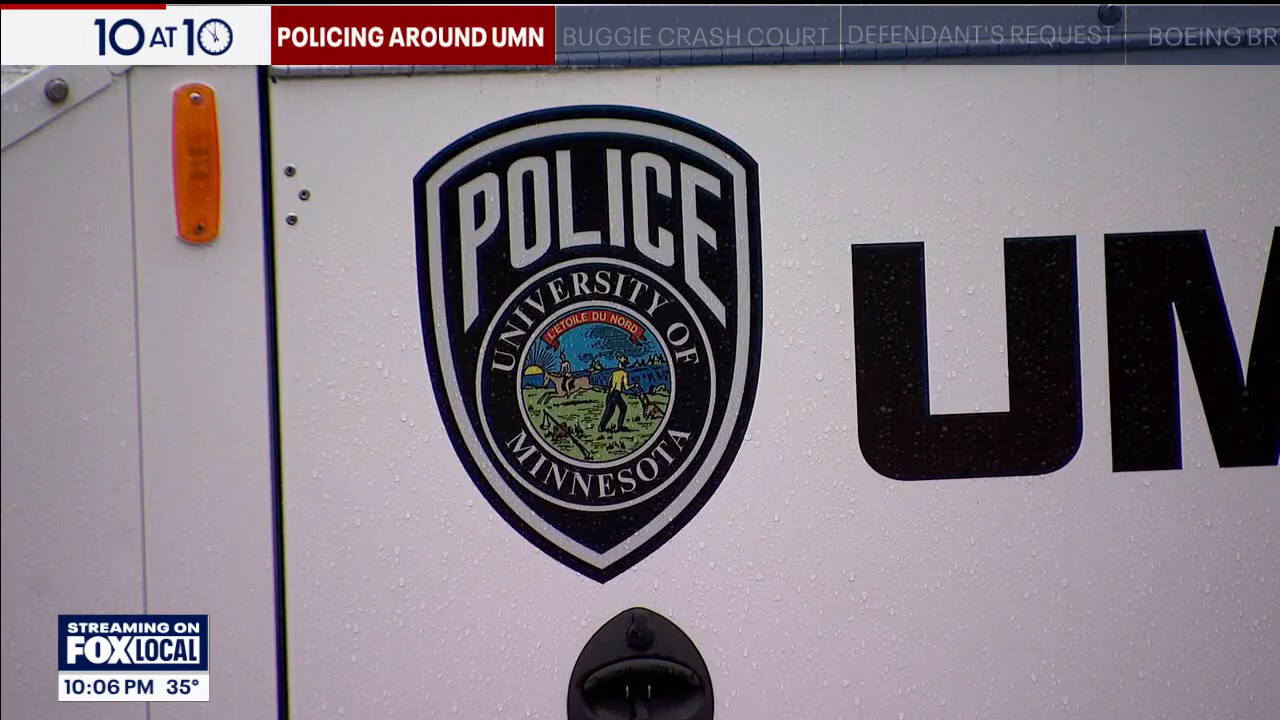 10 AT 10
POLICING AROUND UMN
BUGGIE CRASH COURT
DEFENDANT'S REQUEST
BOEING BR
POLICE
UNIVERSITY OF
L'ETOILE DU NORD
MINNESOTA
UM
STREAMING ON
FOX LOCAL
10:06 PM 35°